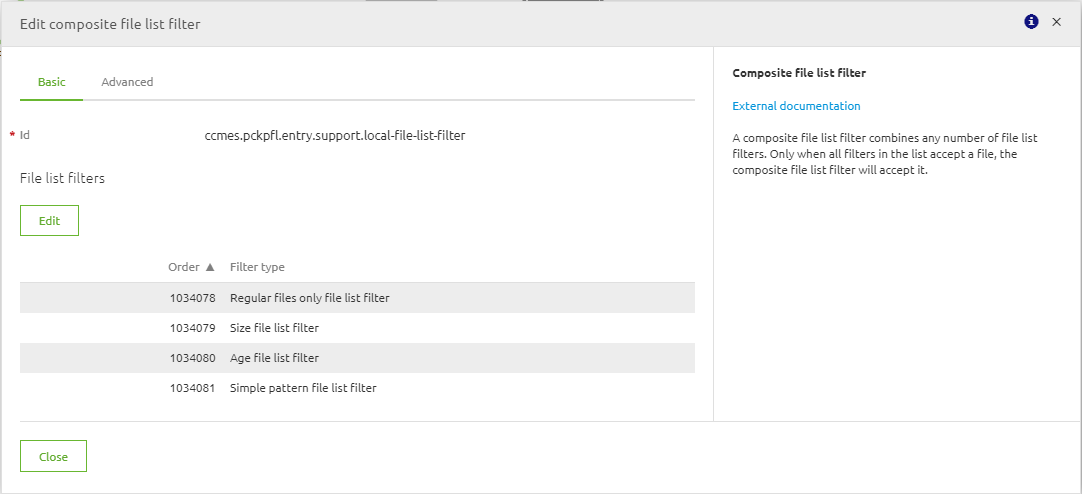 Edit composite file list filter
Basic
Advanced
* Id
ccmes.pckpfl.entry.support.local-file-list-filter
File list filters
Edit
Order ▲ Filter type
1034078 Regular files only file list filter
1034079 Size file list filter
1034080 Age file list filter
1034081 Simple pattern file list filter
Close
Composite file list filter
External documentation
A composite file list filter combines any number of file list
filters. Only when all filters in the list accept a file, the
composite file list filter will accept it.